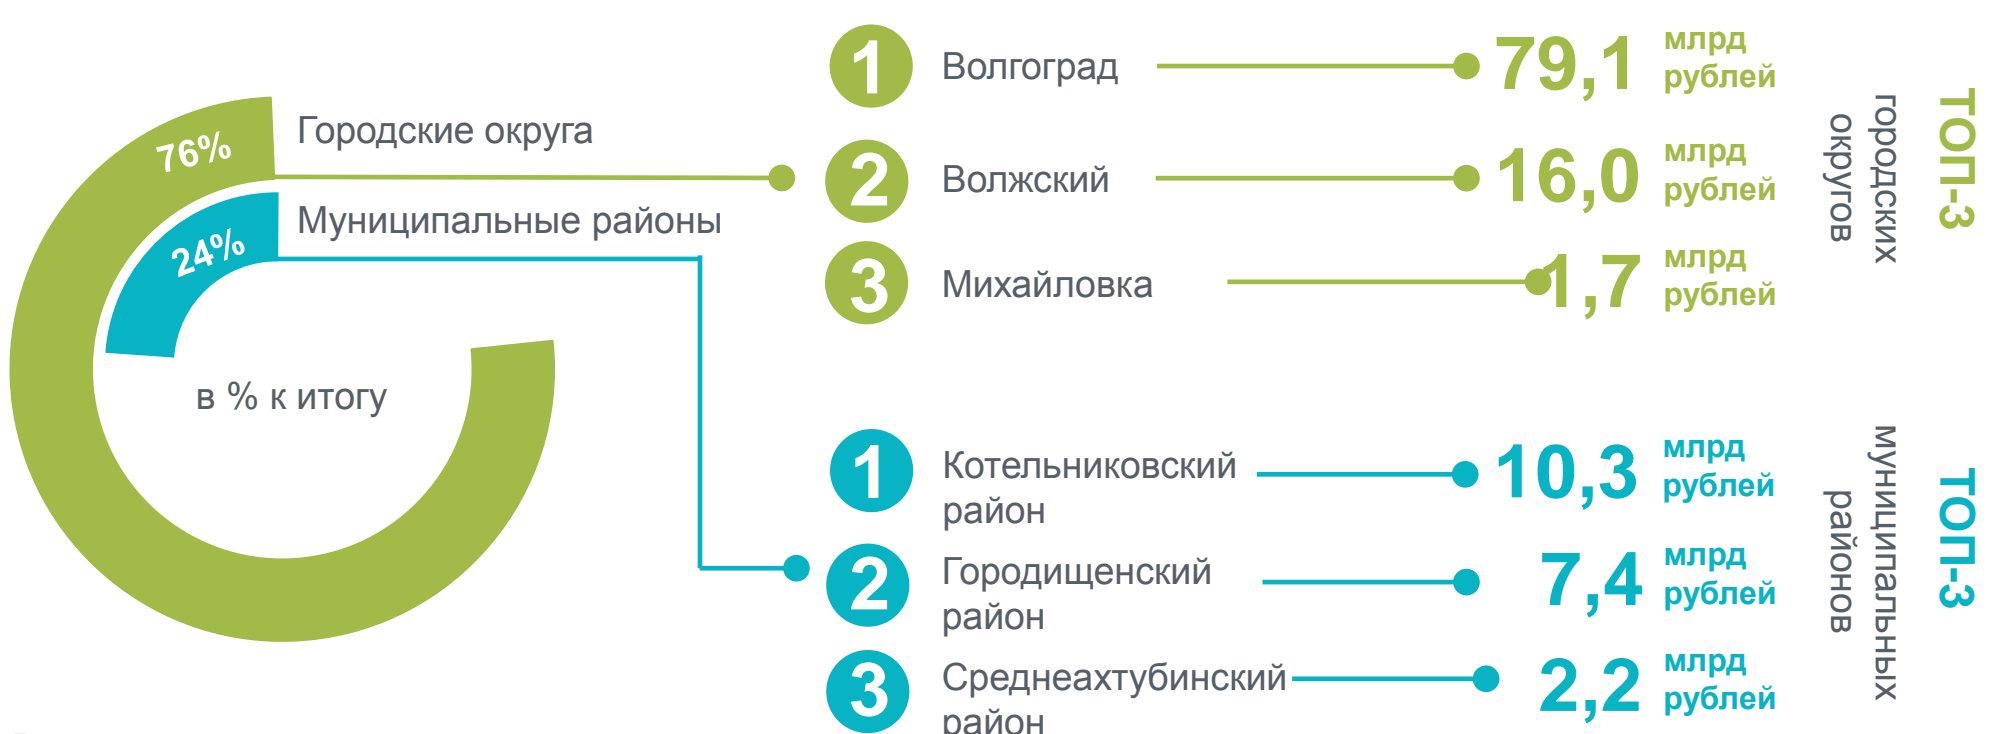 76%
Городские округа
24%
Муниципальные районы
в % к итогу
1
Волгоград
79,1
млрд
рублей
2
Волжский
16,0
млрд
рублей
3
Михайловка
1,7
млрд
рублей
ТОП-3
городских
округов
1
Котельниковский
район
10,3
млрд
рублей
2
Городищенский
район
7,4
млрд
рублей
3
Среднеахтубинский
район
2,2
млрд
рублей
ТОП-3
муниципальных
районов